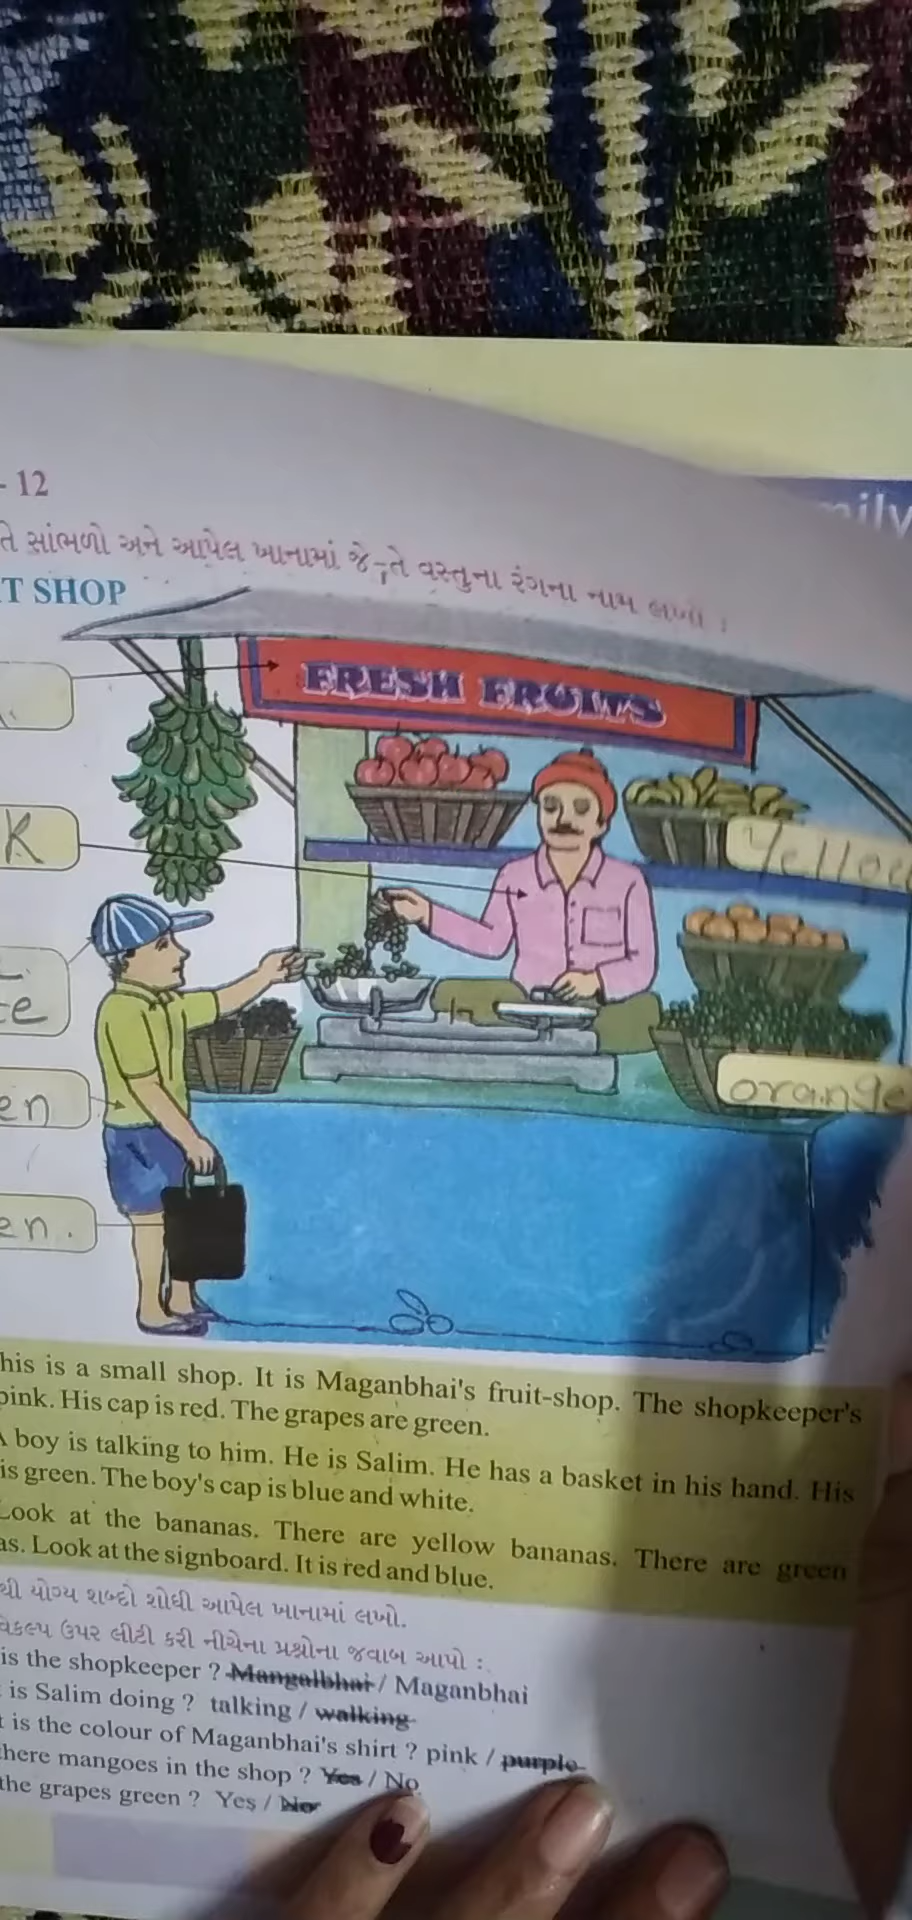 - 12
તે સાંભળો અને આપેલ ખાનામાં જે-તે વસ્તુના રંગના નામ લખો :
T SHOP
FRESH FRUITS
K
yellow
te
orange
en
en.
his is a small shop. It is Maganbhai's fruit-shop. The shopkeeper's
pink. His cap is red. The grapes are green.
A boy is talking to him. He is Salim. He has a basket in his hand. His
is green. The boy's cap is blue and white.
Look at the bananas. There are yellow bananas. There are green
as. Look at the signboard. It is red and blue.
થી યોગ્ય શબ્દો શોધી આપેલ ખાનામાં લખો.
વિકલ્પ ઉપર લીટી કરી નીચેના પ્રશ્નોના જવાબ આપો :
is the shopkeeper ? Mangalbhai / Maganbhai
is Salim doing ? talking / walking
t is the colour of Maganbhai's shirt ? pink / purple
there mangoes in the shop ? Yes / No
the grapes green ? Yes / No